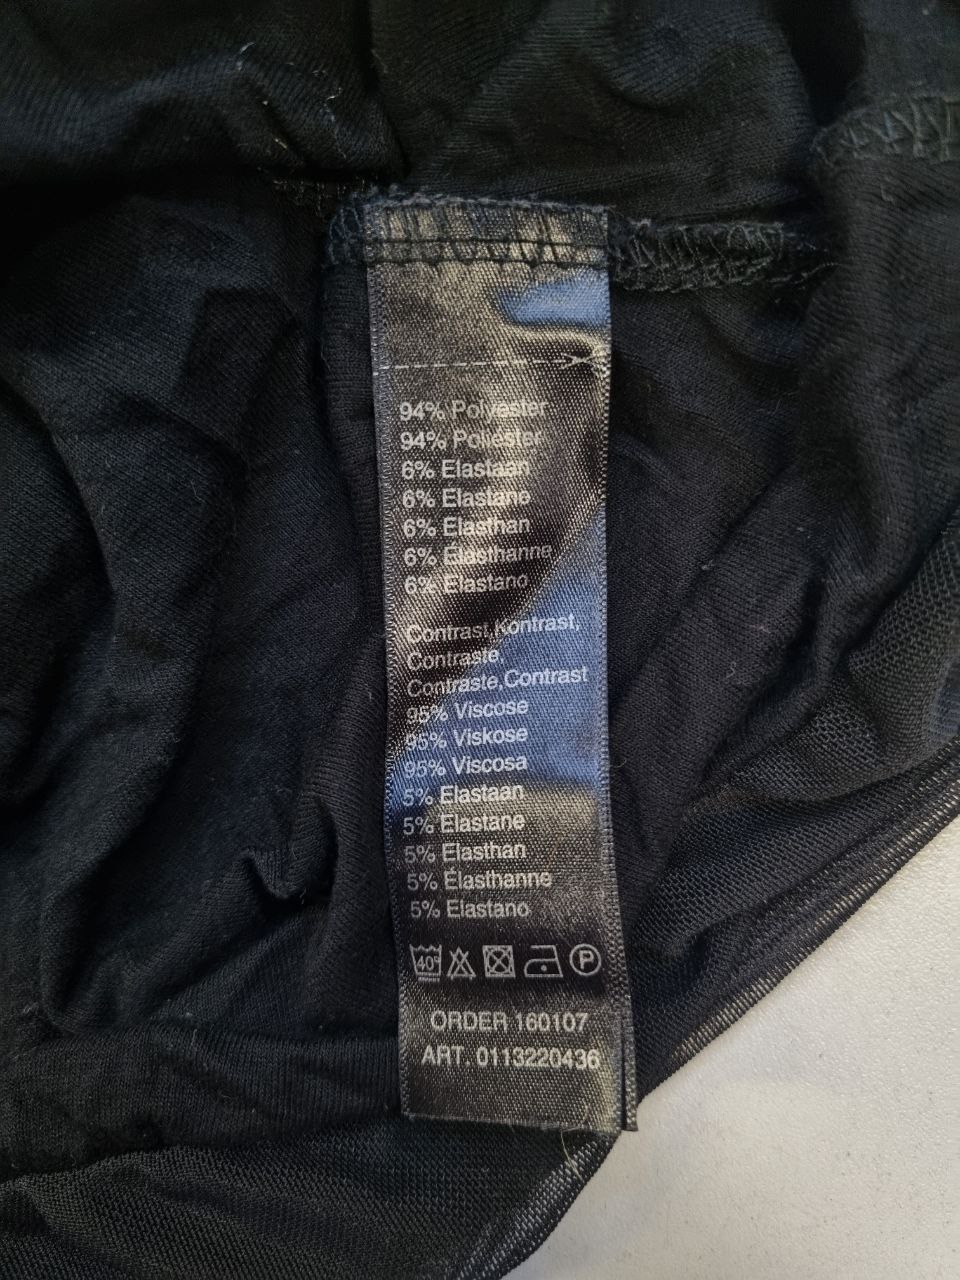 94% Polyester
94% Poliester
6% Elastaan
6% Elastane
6% Elasthan
6% Elasthanne
6% Elastano
Contrast,Kontrast,
Contraste,
Contraste,Contrast
95% Viscose
95% Viskose
95% Viscosa
5% Elastaan
5% Elastane
5% Elasthan
5% Elasthanne
5% Elastano
40° P
ORDER 160107
ART. 0113220436